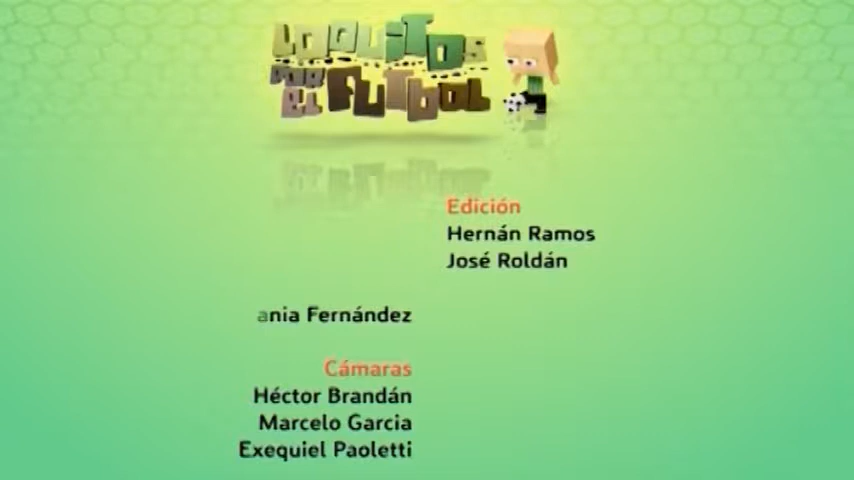 LOQUITOS
POR
EL FUTBOL
Edición
Hernán Ramos
José Roldán
ania Fernández
Cámaras
Héctor Brandán
Marcelo Garcia
Exequiel Paoletti